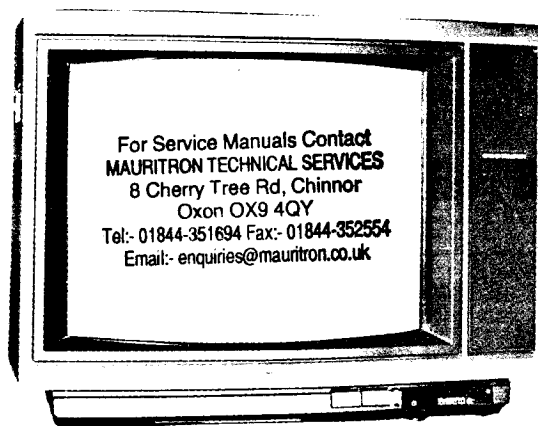 For Service Manuals Contact
MAURITRON TECHNICAL SERVICES
8 Cherry Tree Rd, Chinnor
Oxon OX9 4QY
Tel:- 01844-351694 Fax:- 01844-352554
Email:- enquiries@mauritron.co.uk